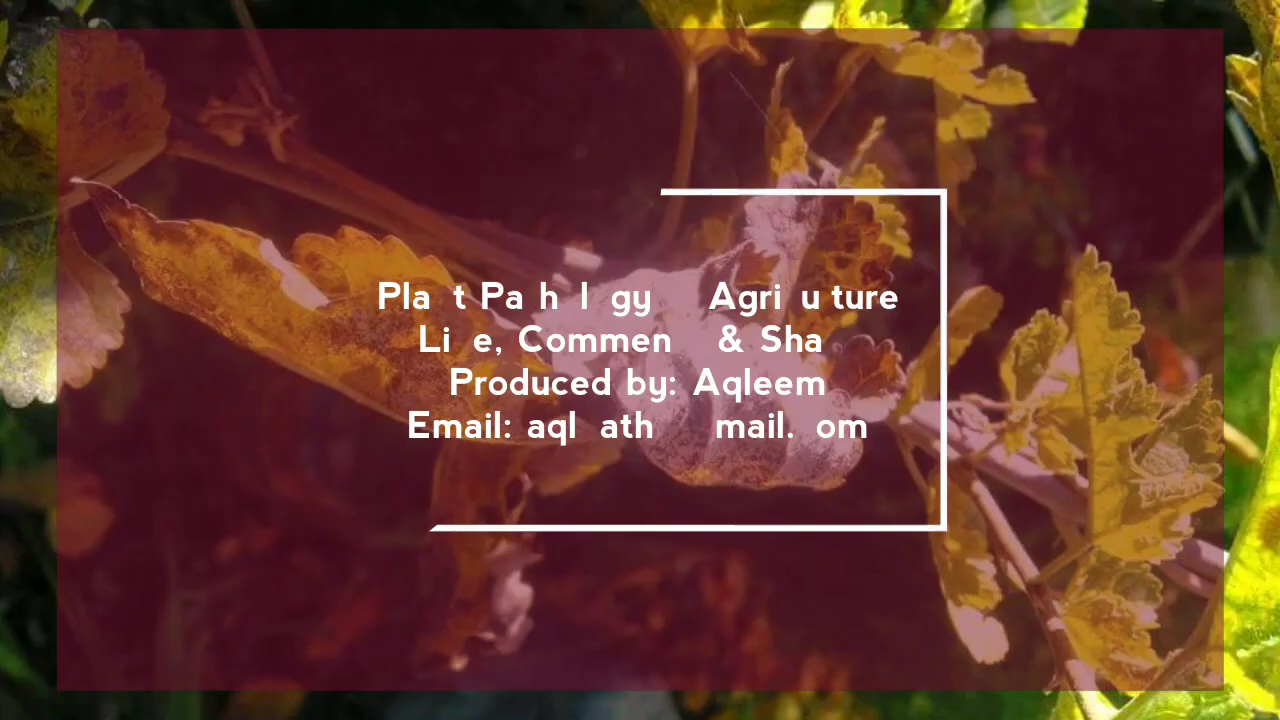 Pla t Pa h l gy Agri u ture
Li e, Commen & Sha
Produced by: Aqleem
Email: aql ath mail. om